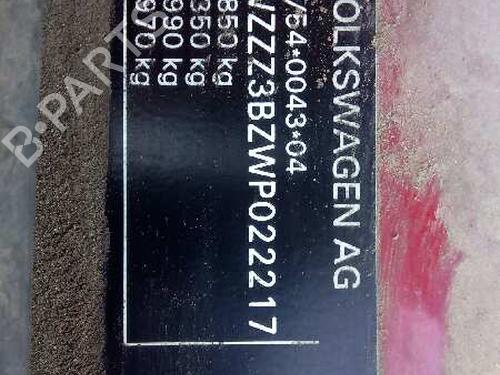 OLKSWAGEN AG
/54*0043*04
VZZZ3BZWP022217
850 kg
350 kg
990 kg
970 kg
B-PARTS